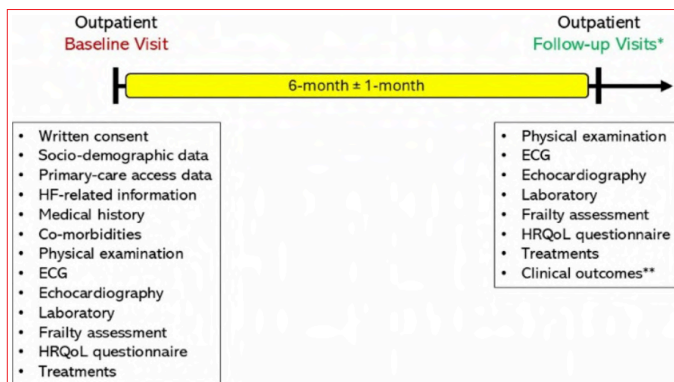 Outpatient
Baseline Visit
Outpatient
Follow-up Visits*
6-month ± 1-month
• Written consent
• Socio-demographic data
• Primary-care access data
• HF-related information
• Medical history
• Co-morbidities
• Physical examination
• ECG
• Echocardiography
• Laboratory
• Frailty assessment
• HRQoL questionnaire
• Treatments
• Physical examination
• ECG
• Echocardiography
• Laboratory
• Frailty assessment
• HRQoL questionnaire
• Treatments
• Clinical outcomes**